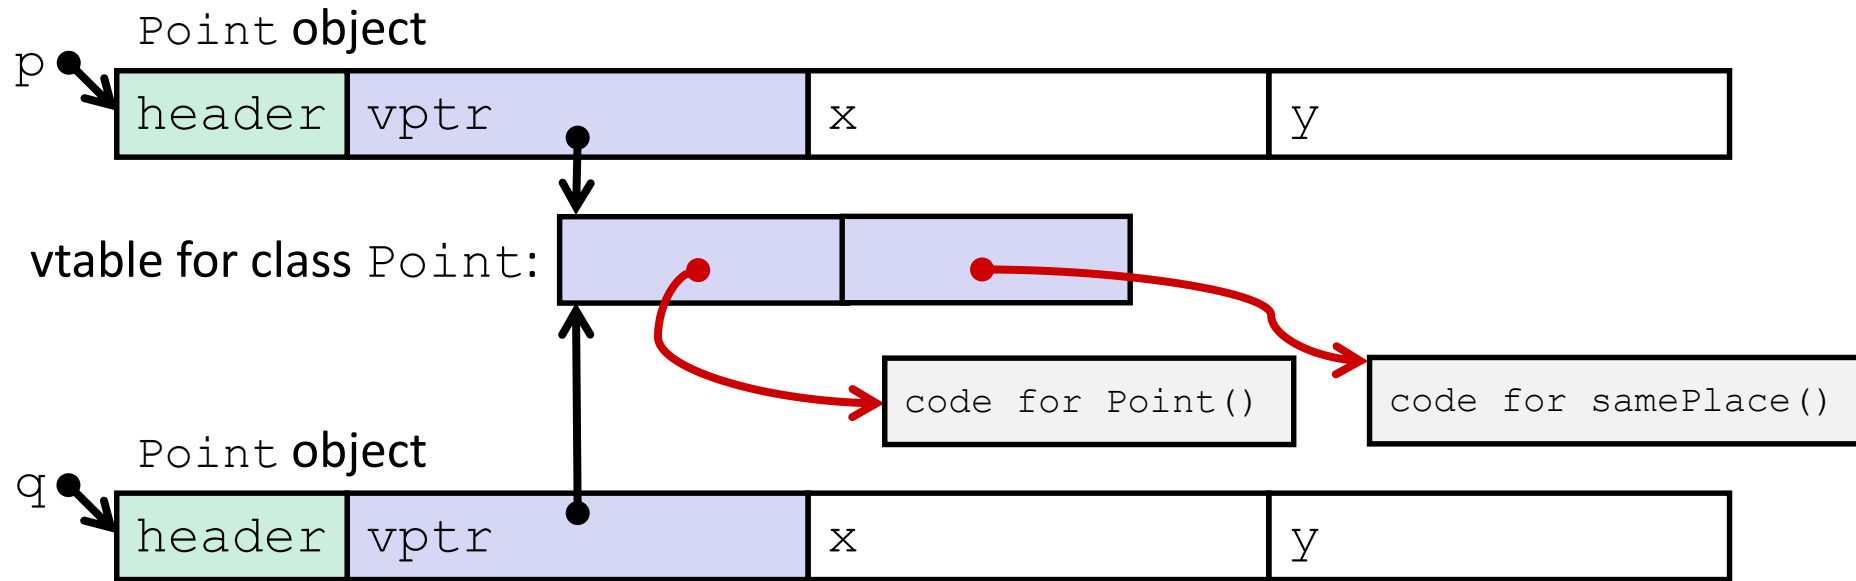 Point object
p
header vptr x y
vtable for class Point:
code for Point() code for samePlace()
Point object
q
header vptr x y